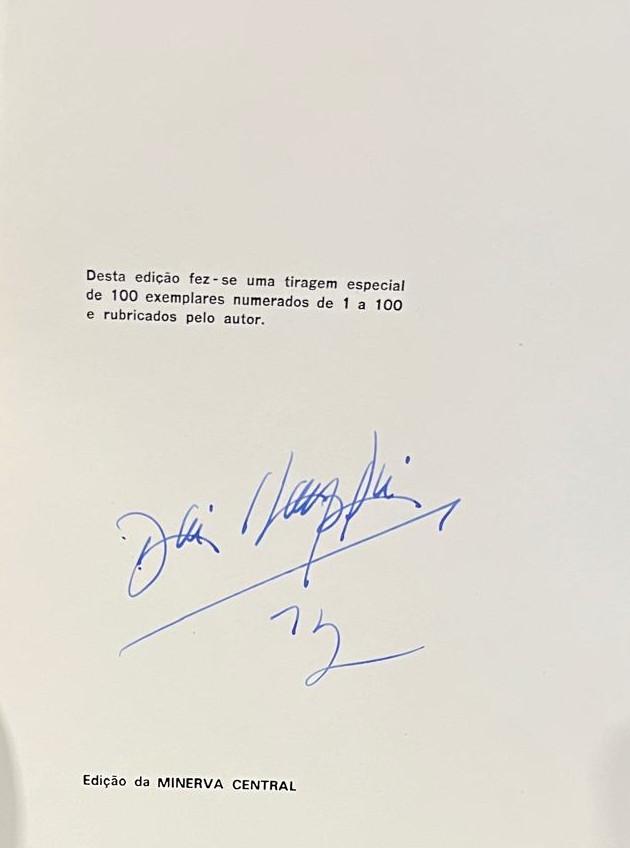 Desta edição fez-se uma tiragem especial
de 100 exemplares numerados de 1 a 100
e rubricados pelo autor.
Edição da MINERVA CENTRAL